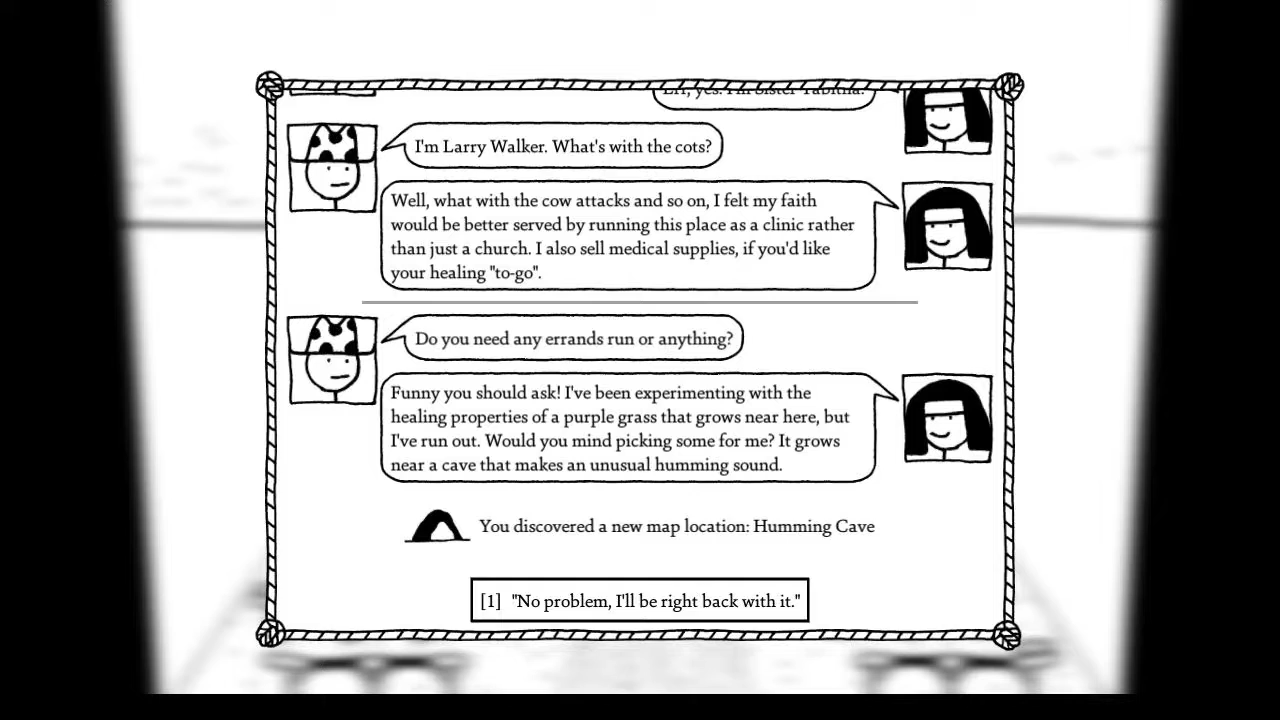 Er, yes. I'm Sister Tabitha.
I'm Larry Walker. What's with the cots?
Well, what with the cow attacks and so on, I felt my faith
would be better served by running this place as a clinic rather
than just a church. I also sell medical supplies, if you'd like
your healing "to-go".
Do you need any errands run or anything?
Funny you should ask! I've been experimenting with the
healing properties of a purple grass that grows near here, but
I've run out. Would you mind picking some for me? It grows
near a cave that makes an unusual humming sound.
You discovered a new map location: Humming Cave
[1] "No problem, I'll be right back with it."